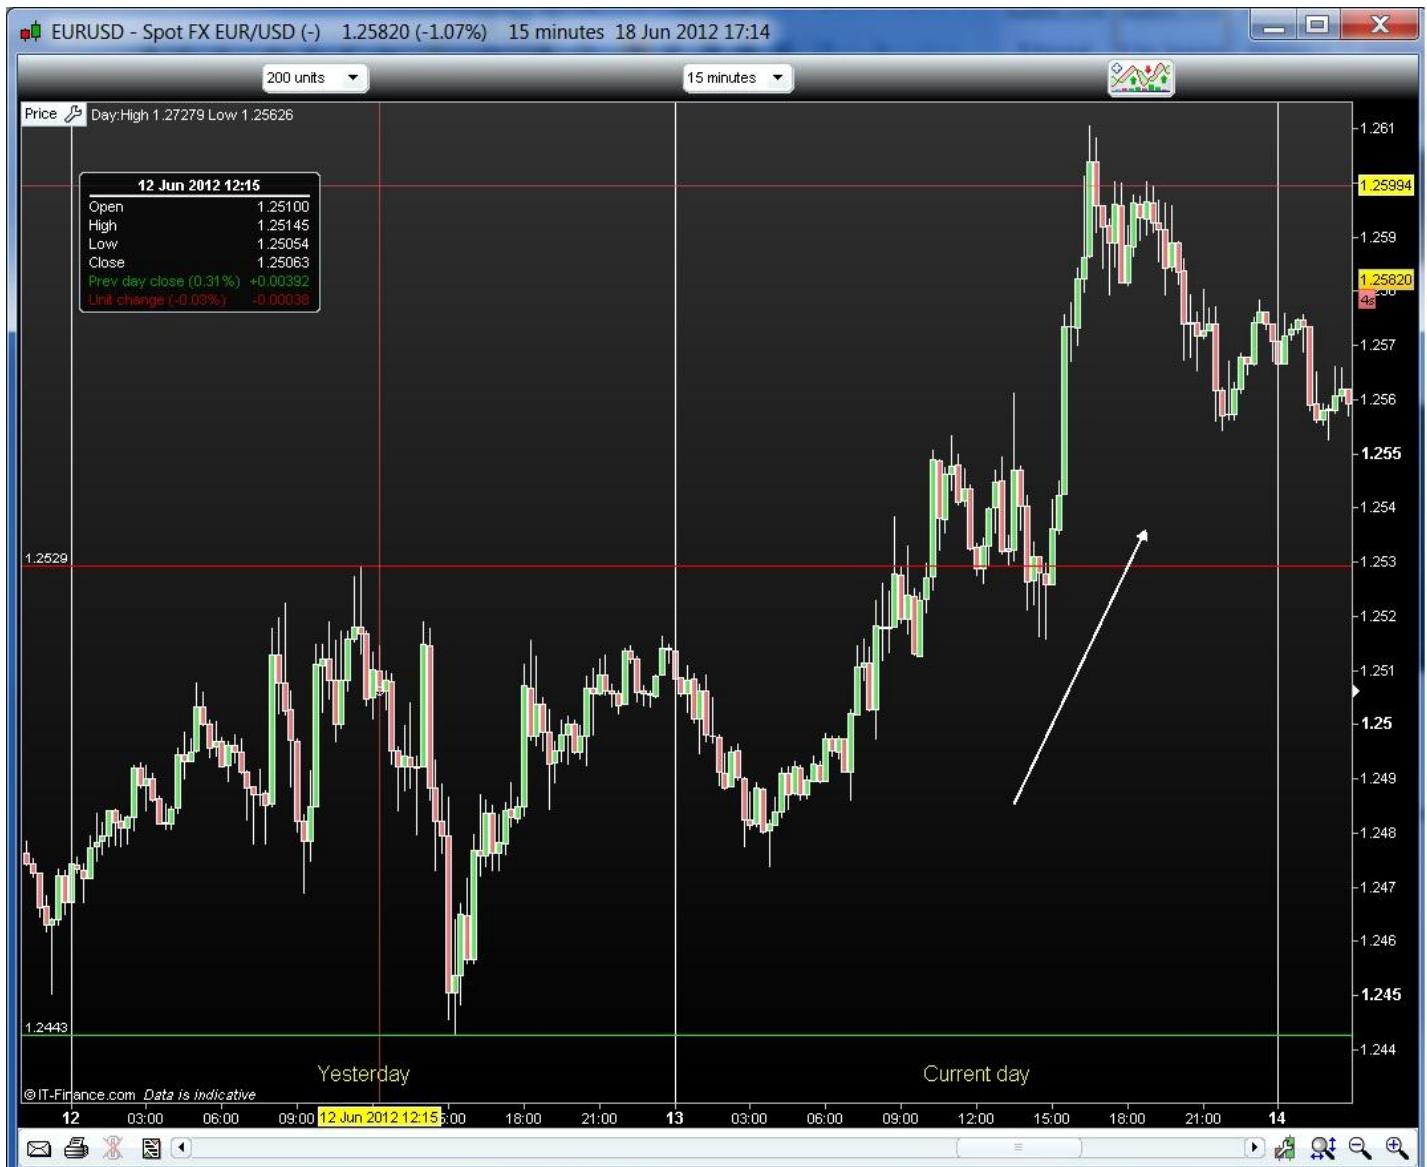 EURUSD - Spot FX EUR/USD (-) 1.25820 (-1.07%) 15 minutes 18 Jun 2012 17:14
200 units
15 minutes
Price Day:High 1.27279 Low 1.25626
12 Jun 2012 12:15
Open 1.25100
High 1.25145
Low 1.25054
Close 1.25063
Prev day close (0.31%) +0.00392
Unit change (-0.03%) -0.00038
1.261
1.25994
1.259
1.25820
4s
1.257
1.256
1.255
1.254
1.2529
1.253
1.252
1.251
1.25
1.249
1.248
1.247
1.246
1.245
1.2443
1.244
Yesterday
Current day
©IT-Finance.com Data is indicative
12 03:00 06:00 09:00 12 Jun 2012 12:15 18:00 21:00 13 03:00 06:00 09:00 12:00 15:00 18:00 21:00 14